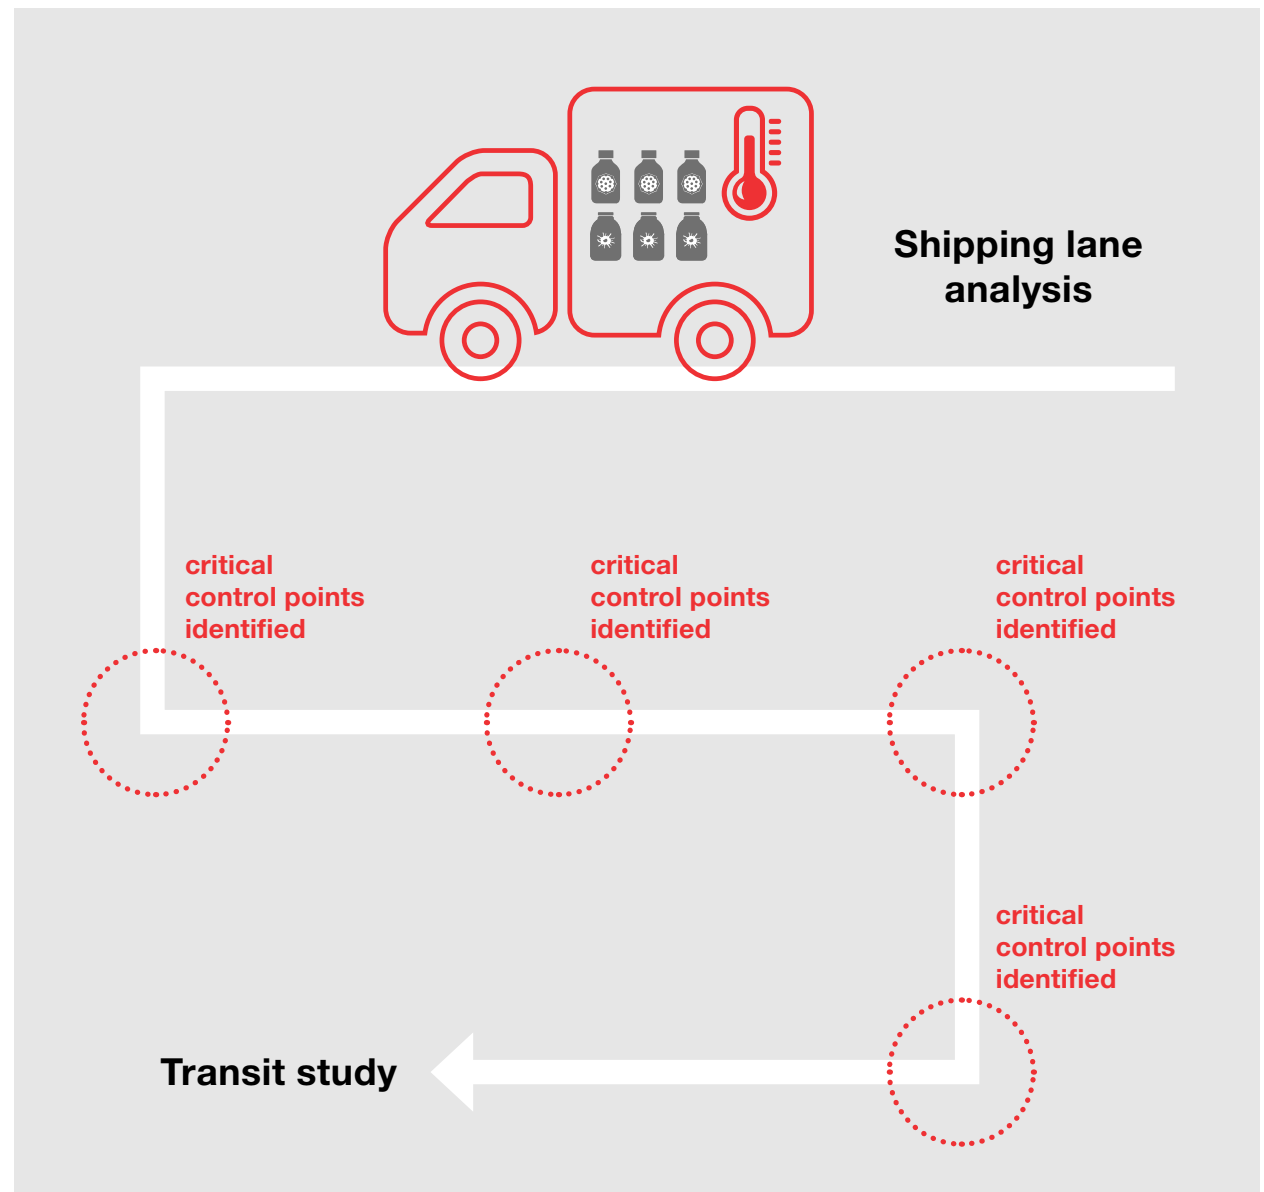 Shipping lane
analysis
critical
control points
identified
critical
control points
identified
critical
control points
identified
critical
control points
identified
Transit study